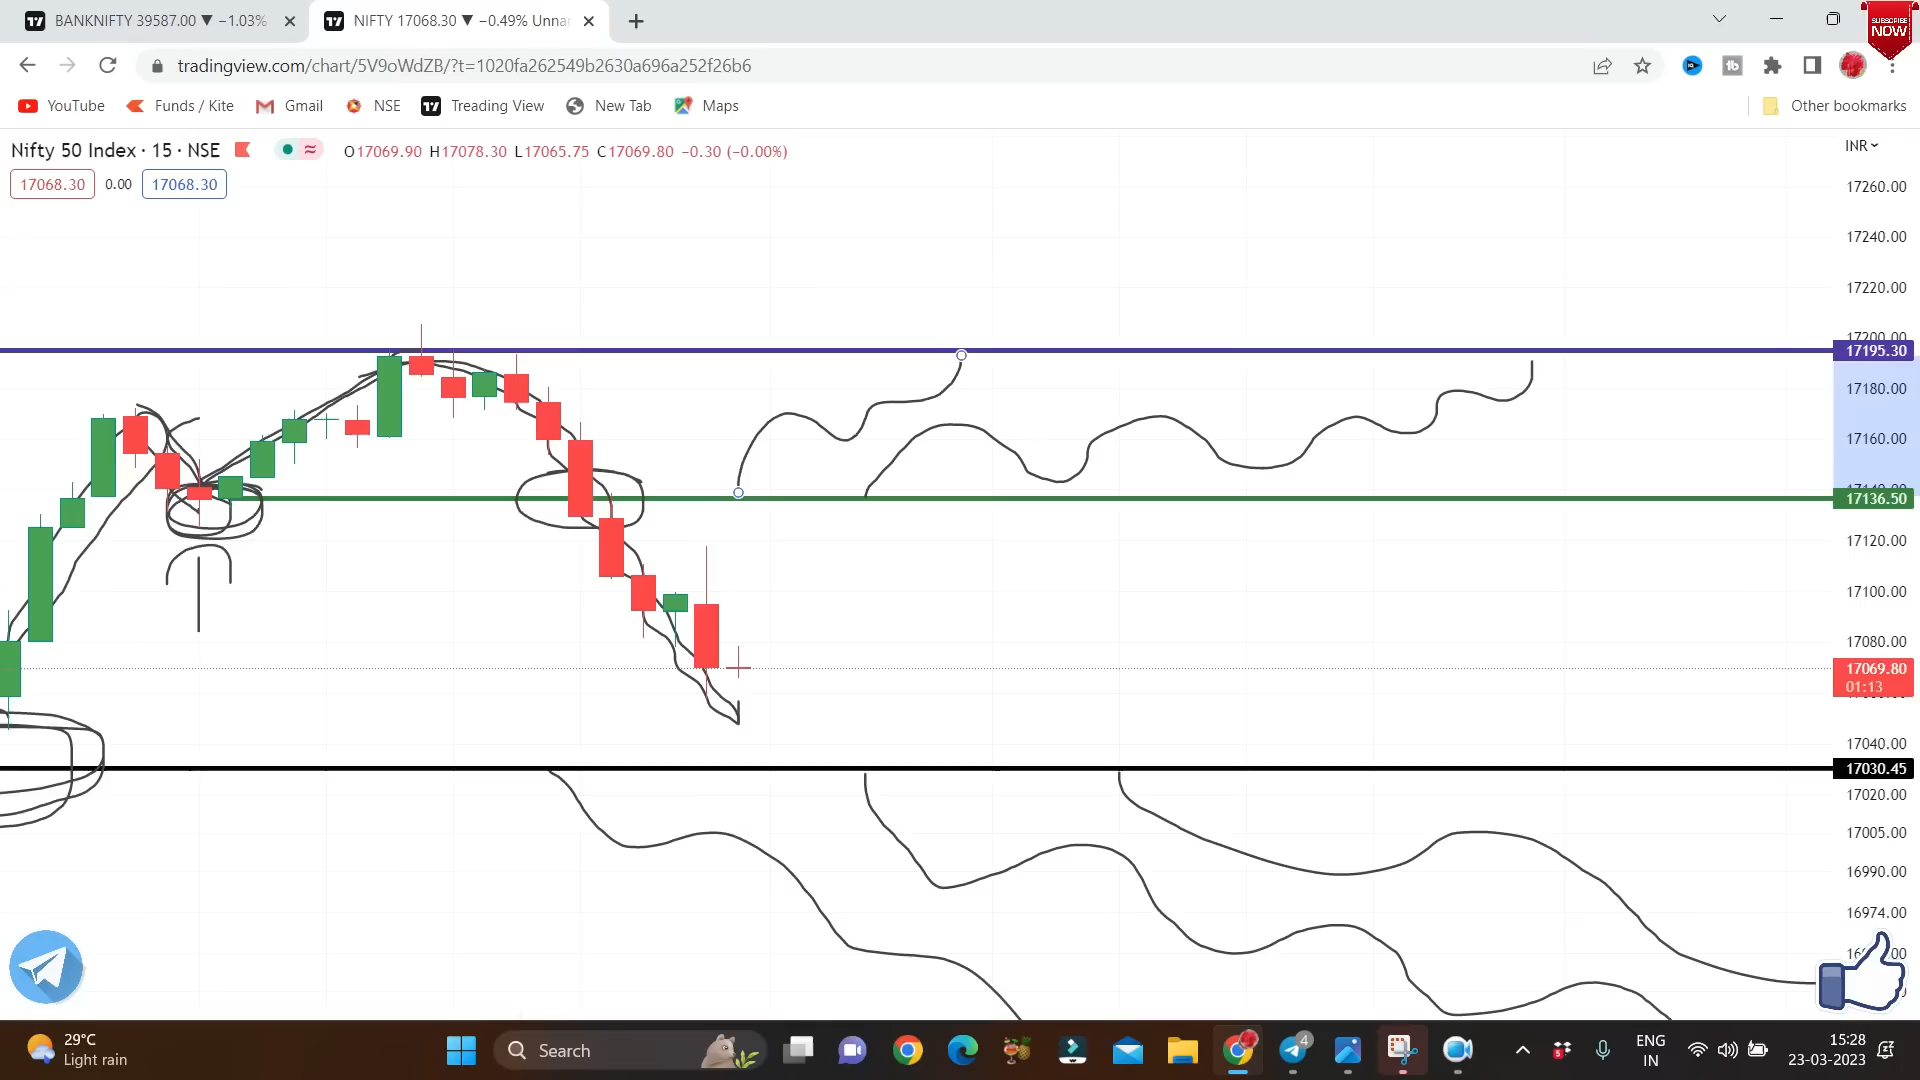 BANKNIFTY 39587.00 ▼ −1.03%
NIFTY 17068.30 ▼ −0.49% Unna
SUBSCRIBE
NOW
tradingview.com/chart/5V9oWdZB/?t=1020fa262549b2630a696a252f26b6
YouTube
Funds / Kite
Gmail
NSE
Treading View
New Tab
Maps
Other bookmarks
Nifty 50 Index · 15 · NSE
O17069.90 H17078.30 L17065.75 C17069.80 −0.30 (−0.00%)
INR
17068.30 0.00 17068.30
17260.00
17240.00
17220.00
17200.00
17195.30
17180.00
17160.00
17136.50
17120.00
17100.00
17080.00
17069.80
01:13
17040.00
17030.45
17020.00
17005.00
16990.00
16974.00
29°C
Light rain
Search
4
ENG
IN
15:28
23-03-2023